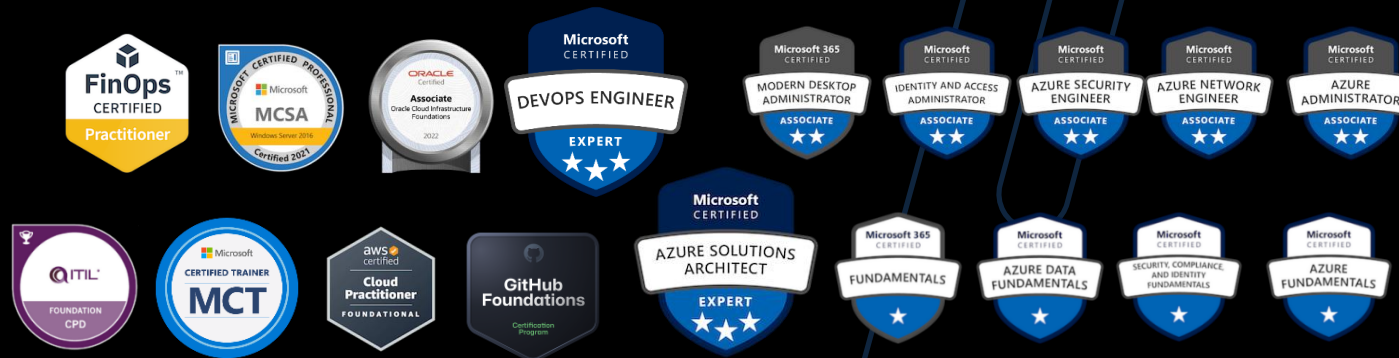 FinOps™
CERTIFIED
Practitioner
MICROSOFT CERTIFIED PROFESSIONAL
Microsoft
MCSA
Windows Server 2016
Certified 2021
ORACLE
Certified
Associate
Oracle Cloud Infrastructure
Foundations
2022
Microsoft
CERTIFIED
DEVOPS ENGINEER
EXPERT
Microsoft 365
CERTIFIED
MODERN DESKTOP
ADMINISTRATOR
ASSOCIATE
Microsoft
CERTIFIED
IDENTITY AND ACCESS
ADMINISTRATOR
ASSOCIATE
Microsoft
CERTIFIED
AZURE SECURITY
ENGINEER
ASSOCIATE
Microsoft
CERTIFIED
AZURE NETWORK
ENGINEER
ASSOCIATE
Microsoft
CERTIFIED
AZURE
ADMINISTRATOR
ASSOCIATE
ITIL
FOUNDATION
CPD
Microsoft
CERTIFIED TRAINER
MCT
aws
certified
Cloud
Practitioner
FOUNDATIONAL
GitHub
Foundations
Certification
Program
Microsoft
CERTIFIED
AZURE SOLUTIONS
ARCHITECT
EXPERT
Microsoft 365
CERTIFIED
FUNDAMENTALS
Microsoft
CERTIFIED
AZURE DATA
FUNDAMENTALS
Microsoft
CERTIFIED
SECURITY, COMPLIANCE,
AND IDENTITY
FUNDAMENTALS
Microsoft
CERTIFIED
AZURE
FUNDAMENTALS